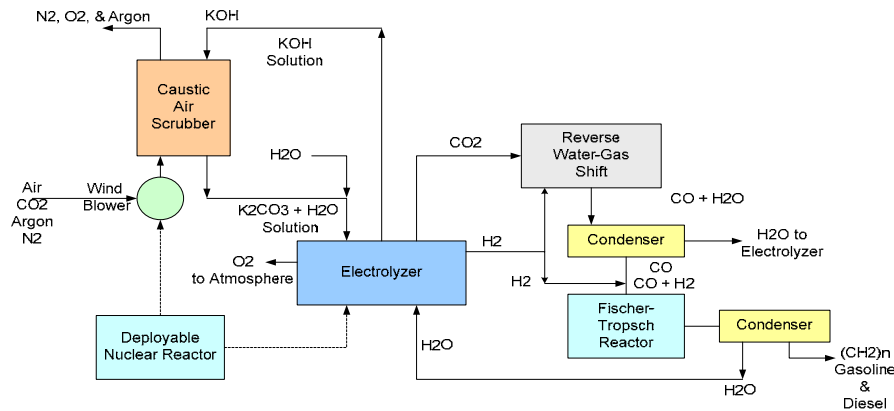 N2, O2, & Argon
KOH
KOH
Solution
Caustic
Air
Scrubber
H2O
CO2
Reverse
Water-Gas
Shift
Air
CO2
Argon
N2
Wind
Blower
K2CO3 + H2O
Solution
CO + H2O
Condenser
H2O to
Electrolyzer
O2
to Atmosphere
Electrolyzer
H2
H2
CO
CO + H2
Deployable
Nuclear Reactor
H2O
Fischer-
Tropsch
Reactor
Condenser
H2O
(CH2)n
Gasoline
&
Diesel